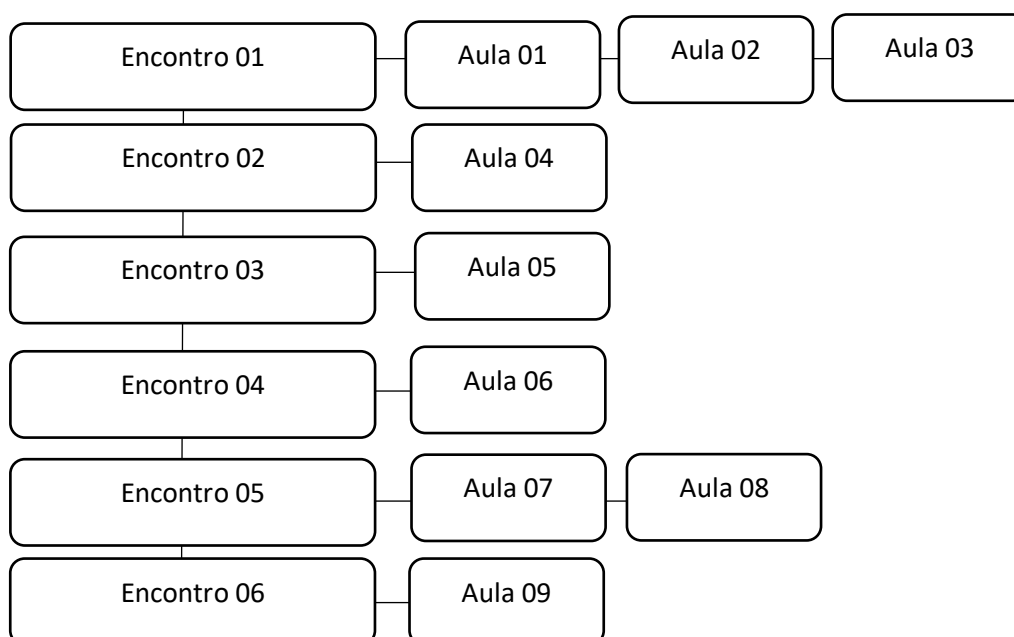 Encontro 01
Aula 01
Aula 02
Aula 03
Encontro 02
Aula 04
Encontro 03
Aula 05
Encontro 04
Aula 06
Encontro 05
Aula 07
Aula 08
Encontro 06
Aula 09